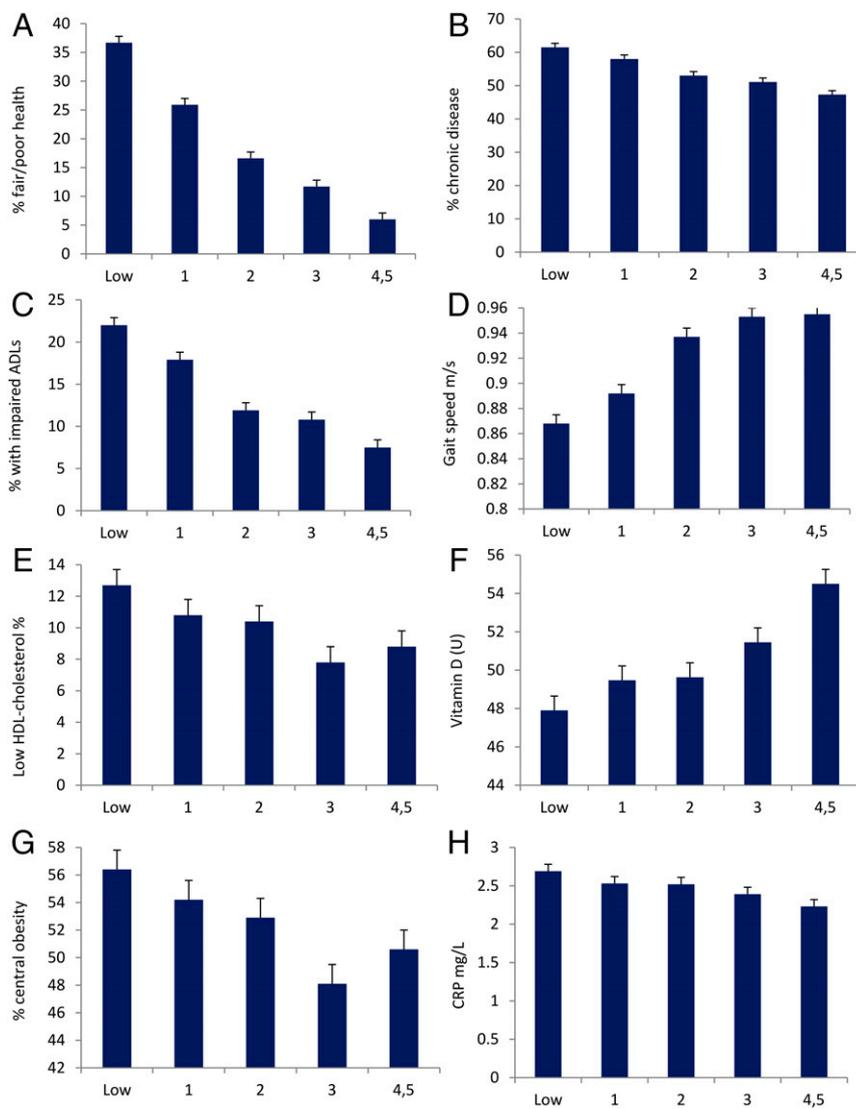 A
% fair/poor health
40
35
30
25
20
15
10
5
0
Low 1 2 3 4,5
B
% chronic disease
70
60
50
40
30
20
10
0
Low 1 2 3 4,5
C
% with impaired ADLs
25
20
15
10
5
0
Low 1 2 3 4,5
D
Gait speed m/s
0.96
0.94
0.92
0.9
0.88
0.86
0.84
0.82
0.8
Low 1 2 3 4,5
E
Low HDL-cholesterol %
14
12
10
8
6
4
2
0
Low 1 2 3 4,5
F
Vitamin D (U)
56
54
52
50
48
46
44
Low 1 2 3 4,5
G
% central obesity
58
56
54
52
50
48
46
44
42
Low 1 2 3 4,5
H
CRP mg/L
3
2.5
2
1.5
1
0.5
0
Low 1 2 3 4,5